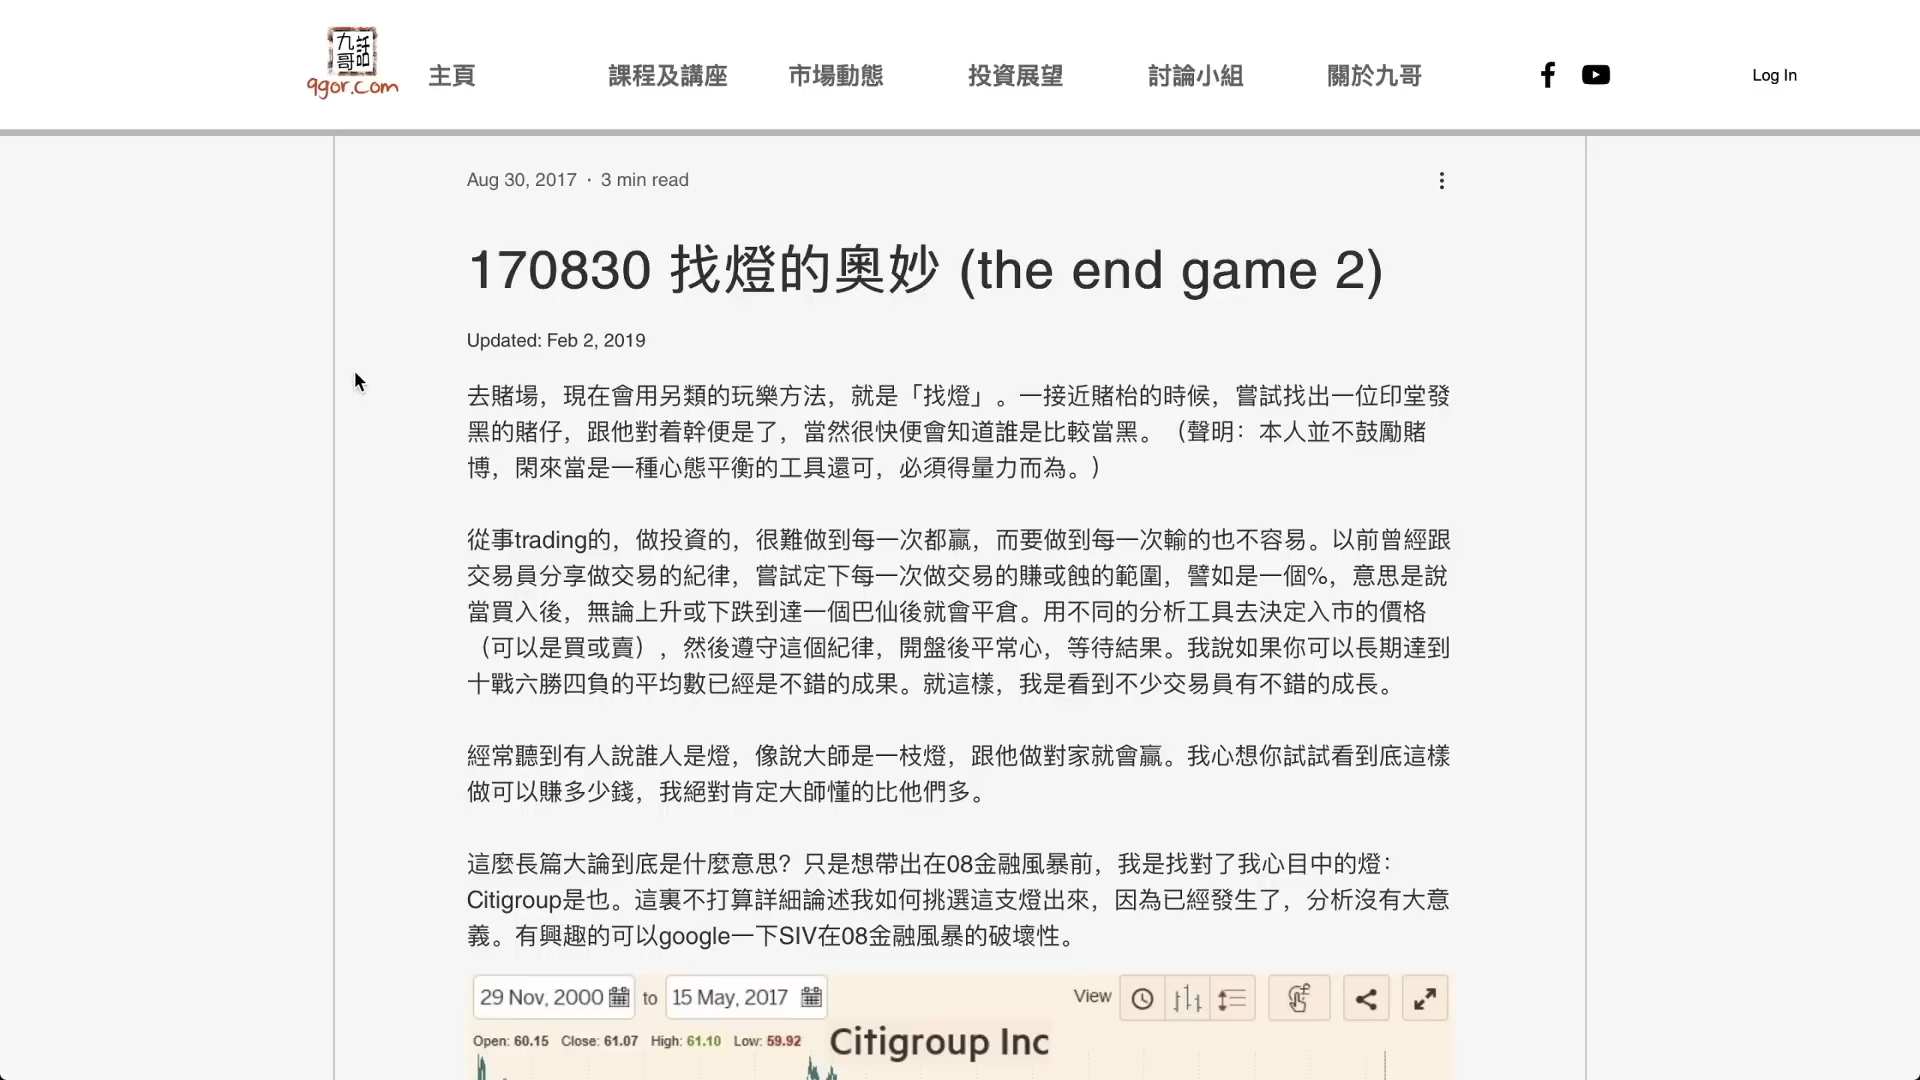 九哥話
9gor.com
主頁
課程及講座
市場動態
投資展望
討論小組
關於九哥
Log In
Aug 30, 2017 · 3 min read
170830 找燈的奧妙 (the end game 2)
Updated: Feb 2, 2019
去賭場，現在會用另類的玩樂方法，就是「找燈」。一接近賭枱的時候，嘗試找出一位印堂發
黑的賭仔，跟他對着幹便是了，當然很快便會知道誰是比較當黑。（聲明：本人並不鼓勵賭
博，閑來當是一種心態平衡的工具還可，必須得量力而為。）
從事trading的，做投資的，很難做到每一次都贏，而要做到每一次輸的也不容易。以前曾經跟
交易員分享做交易的紀律，嘗試定下每一次做交易的賺或蝕的範圍，譬如是一個%，意思是說
當買入後，無論上升或下跌到達一個巴仙後就會平倉。用不同的分析工具去決定入市的價格
（可以是買或賣），然後遵守這個紀律，開盤後平常心，等待結果。我說如果你可以長期達到
十戰六勝四負的平均數已經是不錯的成果。就這樣，我是看到不少交易員有不錯的成長。
經常聽到有人說誰人是燈，像說大師是一枝燈，跟他做對家就會贏。我心想你試試看到底這樣
做可以賺多少錢，我絕對肯定大師懂的比他們多。
這麼長篇大論到底是什麼意思？只是想帶出在08金融風暴前，我是找對了我心目中的燈：
Citigroup是也。這裏不打算詳細論述我如何挑選這支燈出來，因為已經發生了，分析沒有大意
義。有興趣的可以google一下SIV在08金融風暴的破壞性。
29 Nov, 2000 to 15 May, 2017 View
Open: 60.15 Close: 61.07 High: 61.10 Low: 59.92 Citigroup Inc